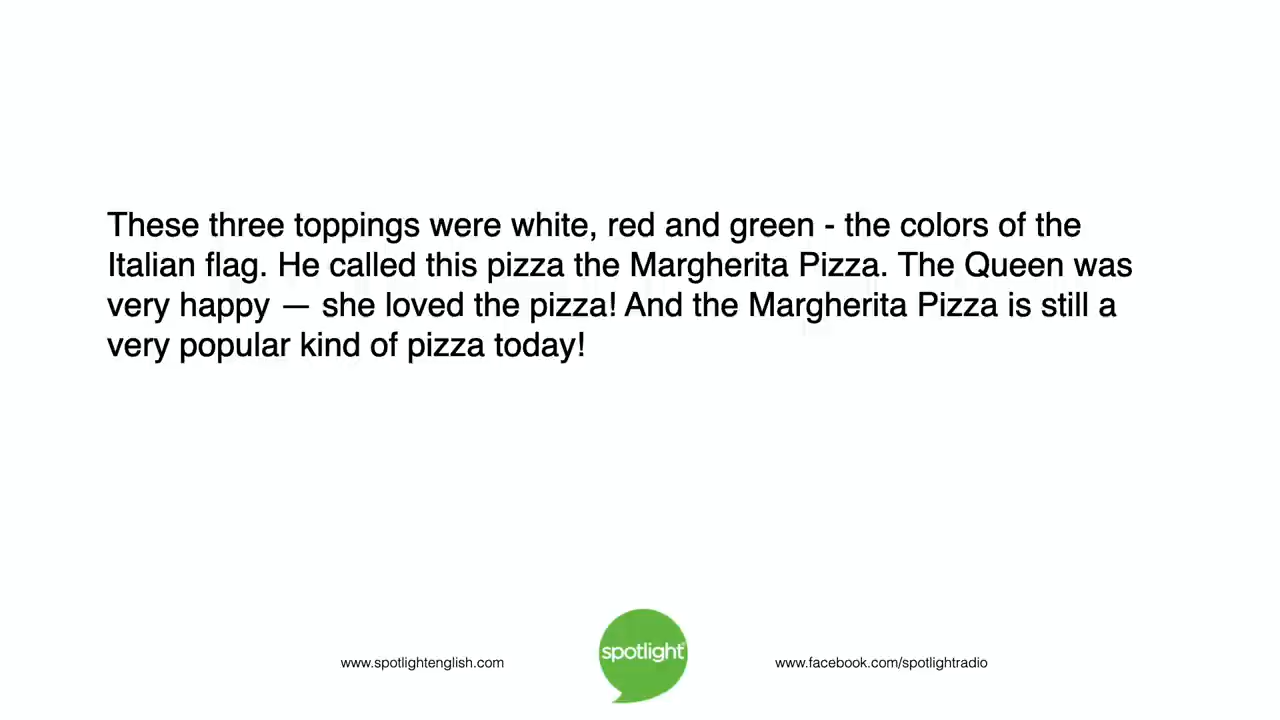 These three toppings were white, red and green - the colors of the
Italian flag. He called this pizza the Margherita Pizza. The Queen was
very happy — she loved the pizza! And the Margherita Pizza is still a
very popular kind of pizza today!
www.spotlightenglish.com
spotlight
www.facebook.com/spotlightradio